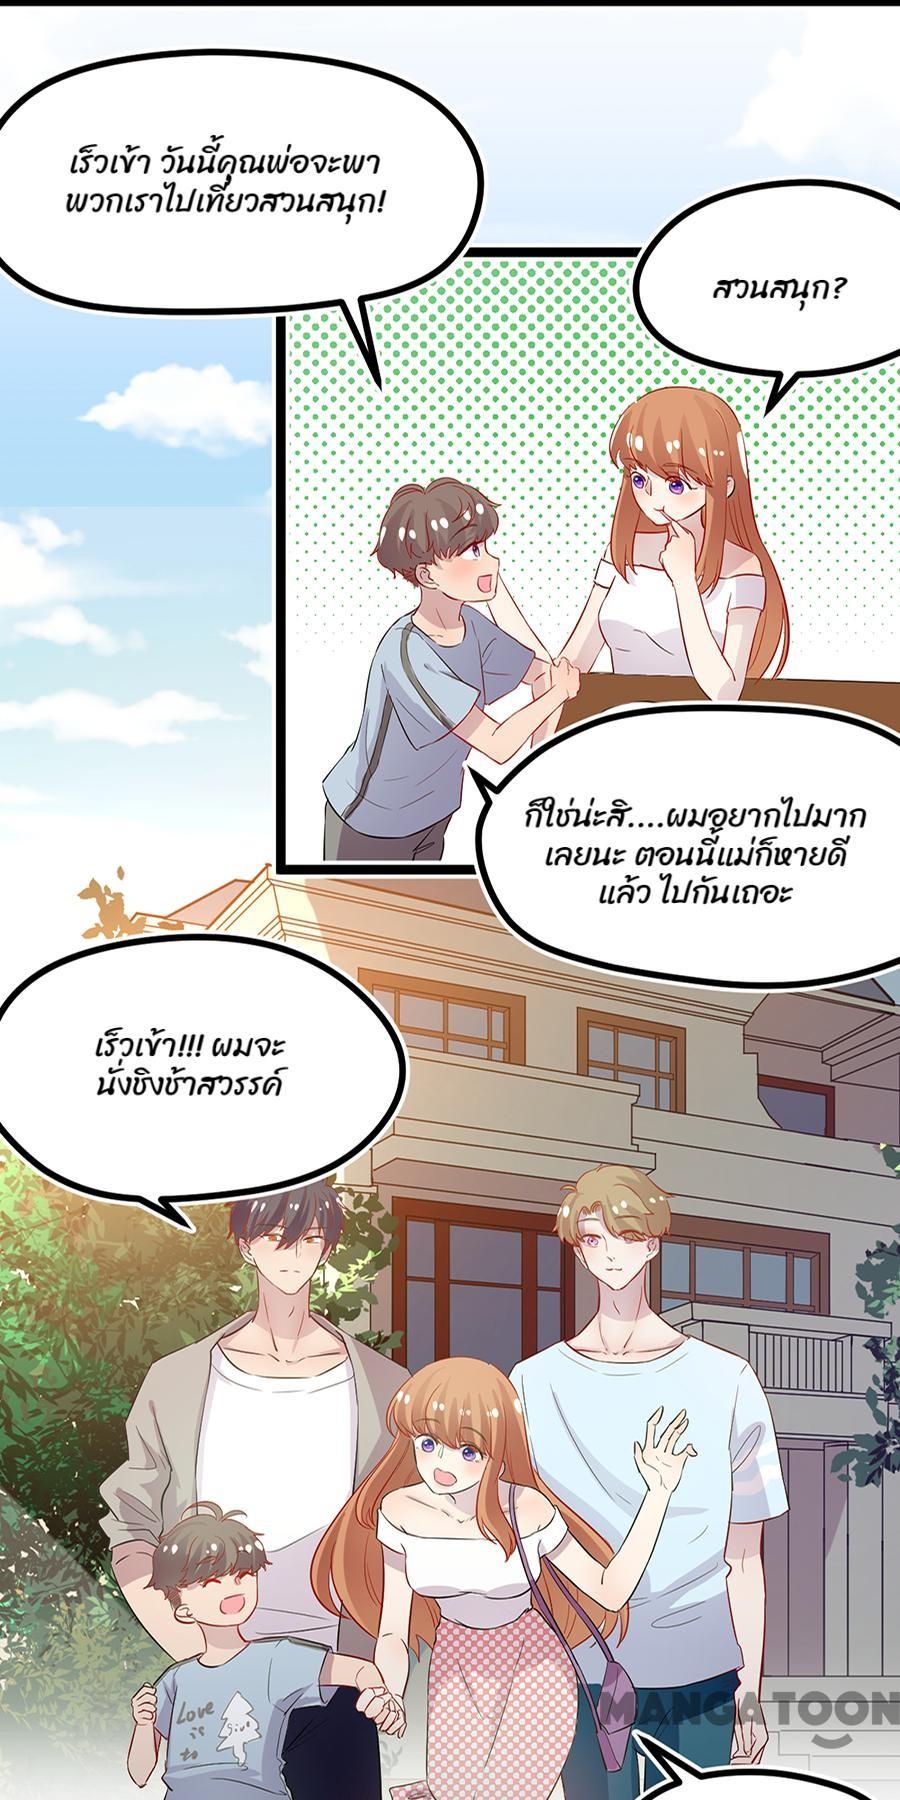 เร็วเข้า วันนี้คุณพ่อจะพา
พวกเราไปเที่ยวสวนสนุก!
สวนสนุก?
ก็ใช่น่ะสิ....ผมอยากไปมาก
เลยนะ ตอนนี้แม่ก็หายดี
แล้ว ไปกันเถอะ
เร็วเข้า!!! ผมจะ
นั่งชิงช้าสวรรค์
Love
is
to
Give
MANGATOON